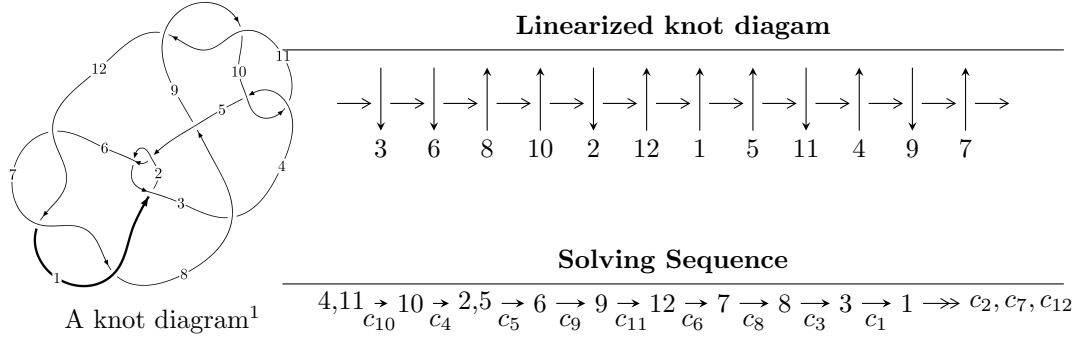 Linearized knot diagam
3 6 8 10 2 12 1 5 11 4 9 7
Solving Sequence
4,11 10 2,5 6 9 12 7 8 3 1 c2, c7, c12
c10 c4 c5 c9 c11 c6 c8 c3 c1
11
12
10
9
5
6
2
7
4
3
8
1
A knot diagram1